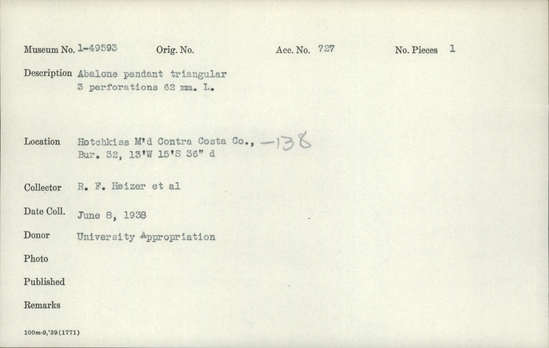 Museum No. 1-49593 Orig. No. Acc. No. 727 No. Pieces 1
Description Abalone pendant triangular
3 perforations 62 mm. L.
Location Hotchkiss M'd Contra Costa Co., -138
Bur. 32, 13'W 15'S 36" d
Collector R. F. Heizer et al
Date Coll. June 8, 1938
Donor University Appropriation
Photo
Published
Remarks
100m-9,'39(1771)